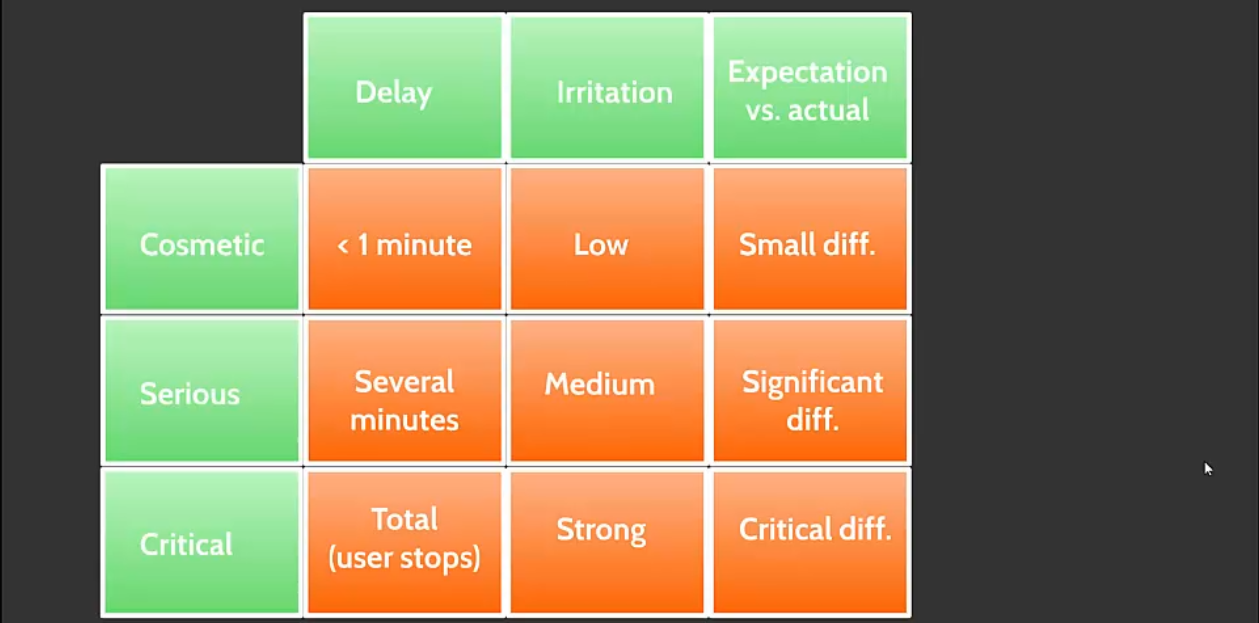 Delay
Irritation
Expectation
vs. actual
Cosmetic
< 1 minute
Low
Small diff.
Serious
Several
minutes
Medium
Significant
diff.
Critical
Total
(user stops)
Strong
Critical diff.